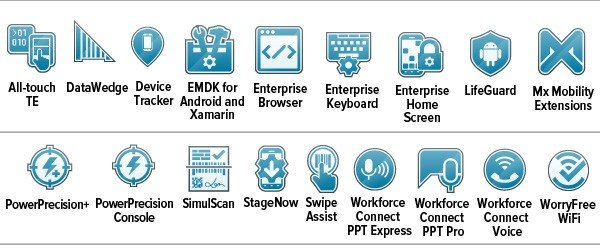 >01
010
All-touch
TE
DataWedge
Device
Tracker
EMDK for
Android and
Xamarin
</>
Enterprise
Browser
Enterprise
Keyboard
Enterprise
Home
Screen
LifeGuard
Mx Mobility
Extensions
PowerPrecision+
PowerPrecision
Console
SimulScan
StageNow
Swipe
Assist
Workforce
Connect
PPT Express
Workforce
Connect
PPT Pro
Workforce
Connect
Voice
WorryFree
WiFi